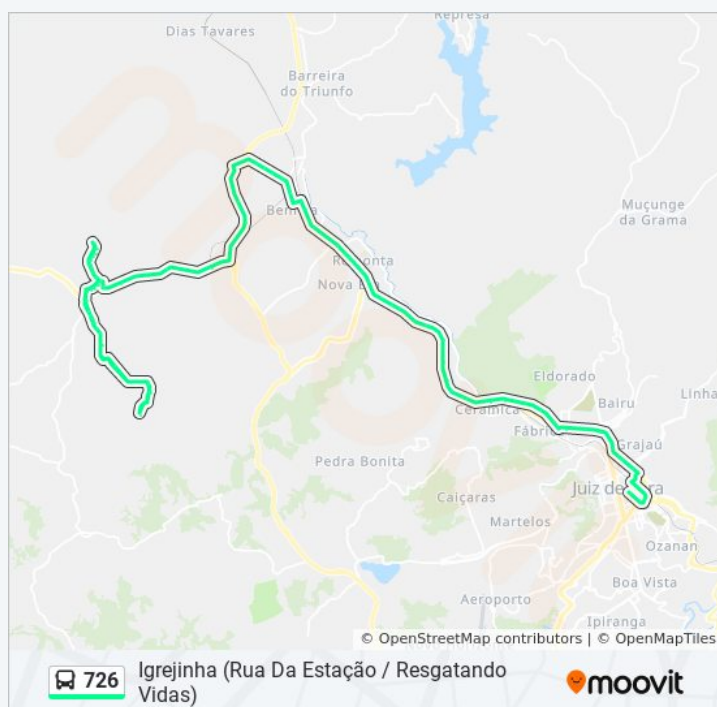 Represa
Dias Tavares
Barreira
do Triunfo
Muçunge
da Grama
Benfica
Remonta
Nova Era
Eldorado
Linha
Bairu
Cerâmica
Fábrica
Grajaú
Pedra Bonita
Juiz de Fora
Caiçaras
Martelos
Ozanan
Boa Vista
Aeroporto
Ipiranga
© OpenStreetMap contributors | © OpenMapTiles
726
Igrejinha (Rua Da Estação / Resgatando
Vidas)
moovit